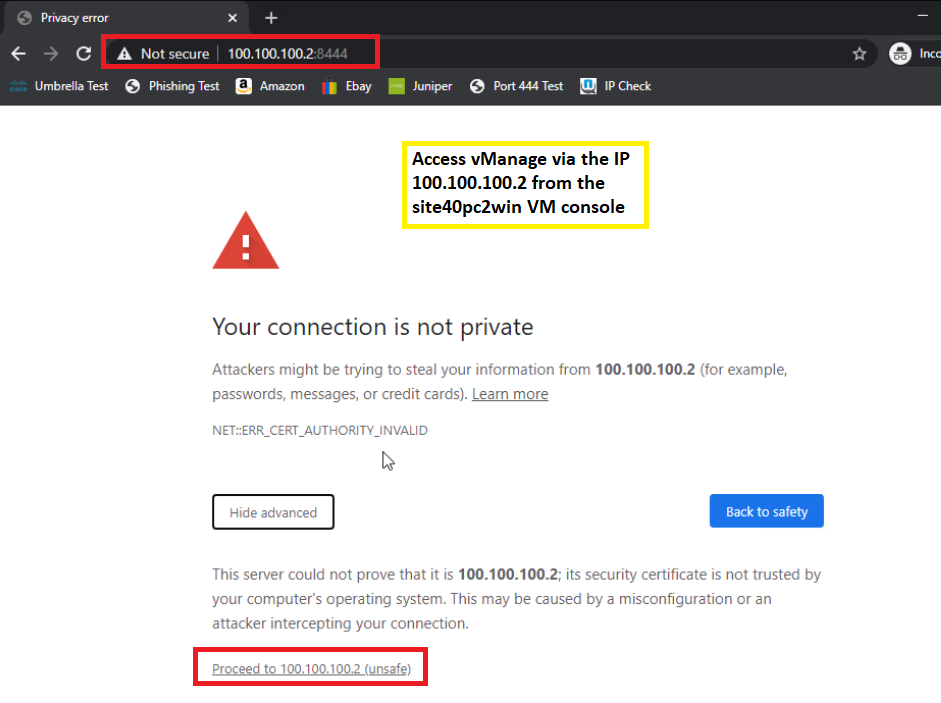 Privacy error
Not secure 100.100.100.2:8444
Inco
Umbrella Test Phishing Test Amazon Ebay Juniper Port 444 Test IP Check
Access vManage via the IP
100.100.100.2 from the
site40pc2win VM console
Your connection is not private
Attackers might be trying to steal your information from 100.100.100.2 (for example,
passwords, messages, or credit cards). Learn more
NET::ERR_CERT_AUTHORITY_INVALID
Hide advanced
Back to safety
This server could not prove that it is 100.100.100.2; its security certificate is not trusted by
your computer's operating system. This may be caused by a misconfiguration or an
attacker intercepting your connection.
Proceed to 100.100.100.2 (unsafe)